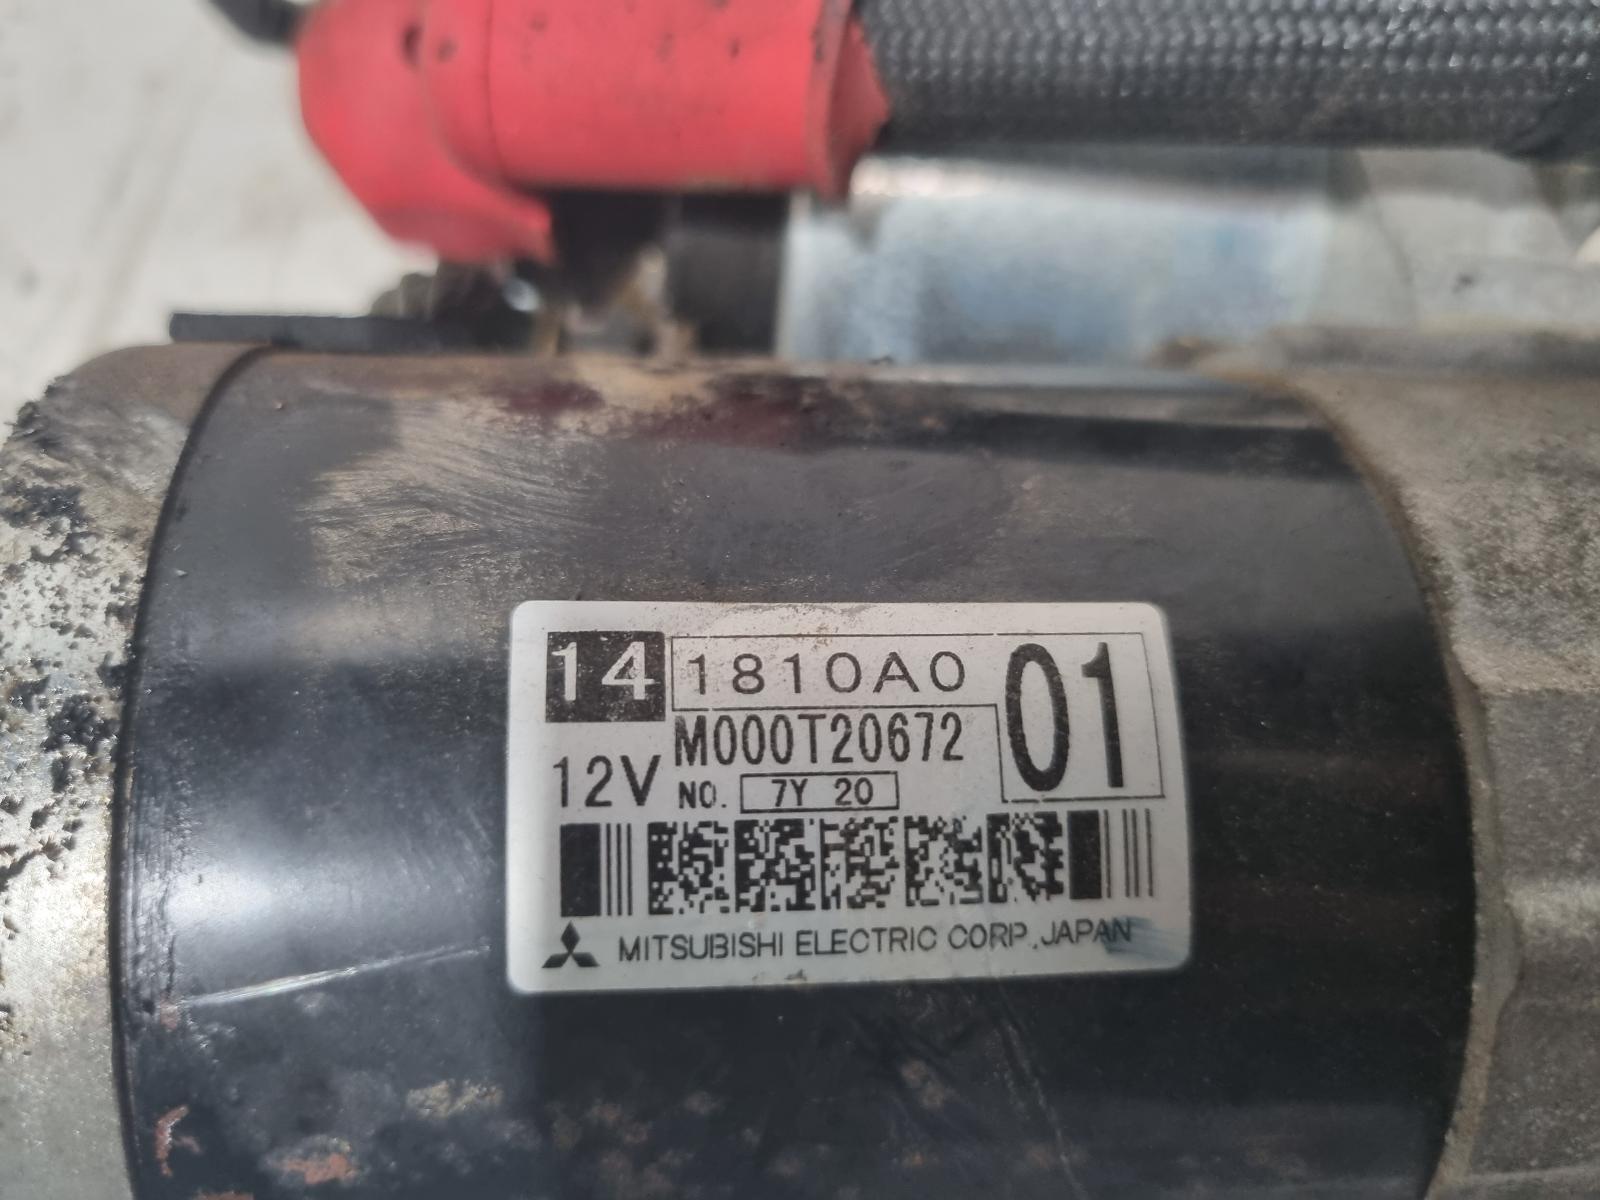 14 1810A0 01
M000T20672
12V NO. 7Y 20
MITSUBISHI ELECTRIC CORP. JAPAN